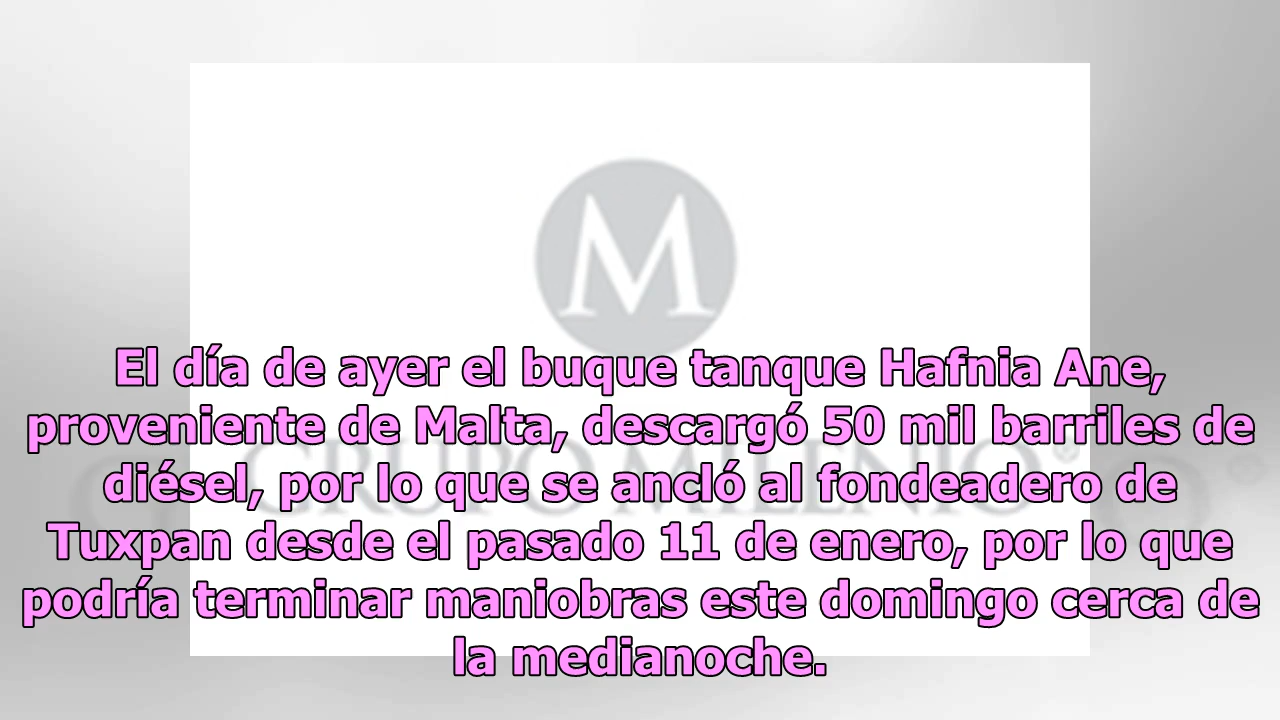 M
El día de ayer el buque tanque Hafnia Ane,
proveniente de Malta, descargó 50 mil barriles de
diésel, por lo que se ancló al fondeadero de
GRUPO MILENIO®
Tuxpan desde el pasado 11 de enero, por lo que
podría terminar maniobras este domingo cerca de
la medianoche.